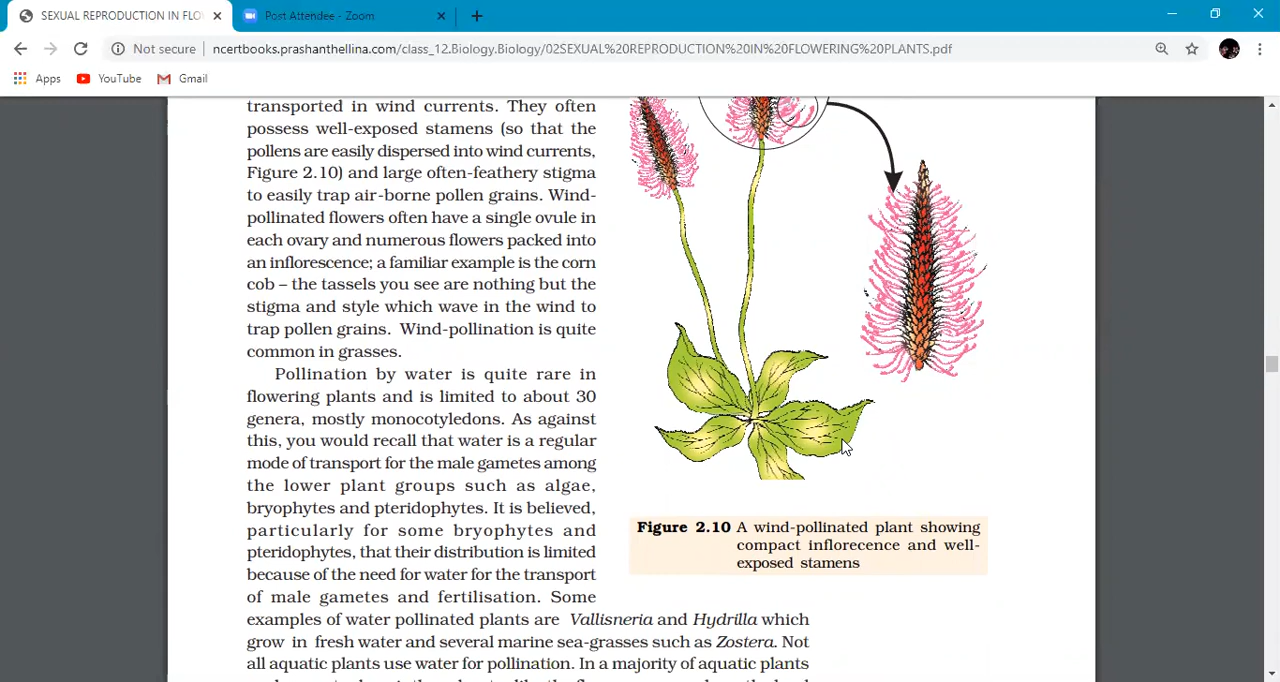 SEXUAL REPRODUCTION IN FLO
Post Attendee - Zoom
Not secure
ncertbooks.prashanthellina.com/class_12.Biology.Biology/02SEXUAL%20REPRODUCTION%20IN%20FLOWERING%20PLANTS.pdf
Apps
YouTube
Gmail
transported in wind currents. They often
possess well-exposed stamens (so that the
pollens are easily dispersed into wind currents,
Figure 2.10) and large often-feathery stigma
to easily trap air-borne pollen grains. Wind-
pollinated flowers often have a single ovule in
each ovary and numerous flowers packed into
an inflorescence; a familiar example is the corn
cob – the tassels you see are nothing but the
stigma and style which wave in the wind to
trap pollen grains. Wind-pollination is quite
common in grasses.
Pollination by water is quite rare in
flowering plants and is limited to about 30
genera, mostly monocotyledons. As against
this, you would recall that water is a regular
mode of transport for the male gametes among
the lower plant groups such as algae,
bryophytes and pteridophytes. It is believed,
particularly for some bryophytes and
pteridophytes, that their distribution is limited
because of the need for water for the transport
of male gametes and fertilisation. Some
examples of water pollinated plants are Vallisneria and Hydrilla which
grow in fresh water and several marine sea-grasses such as Zostera. Not
all aquatic plants use water for pollination. In a majority of aquatic plants
Figure 2.10 A wind-pollinated plant showing
compact inflorecence and well-
exposed stamens